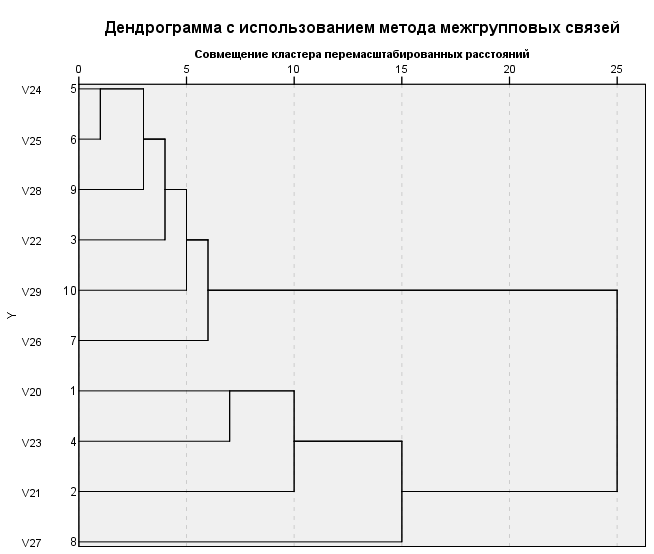 Дендрограмма с использованием метода межгрупповых связей
Совмещение кластера перемасштабированных расстояний
0 5 10 15 20 25
V24 5
V25 6
V28 9
V22 3
V29 10
Y
V26 7
V20 1
V23 4
V21 2
V27 8